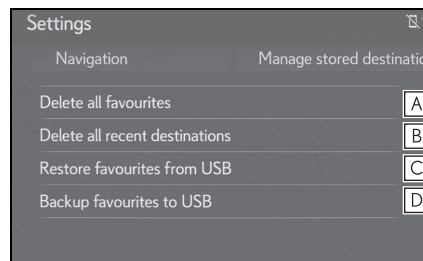 Settings
Navigation Manage stored destinatio
Delete all favourites A
Delete all recent destinations B
Restore favourites from USB C
Backup favourites to USB D